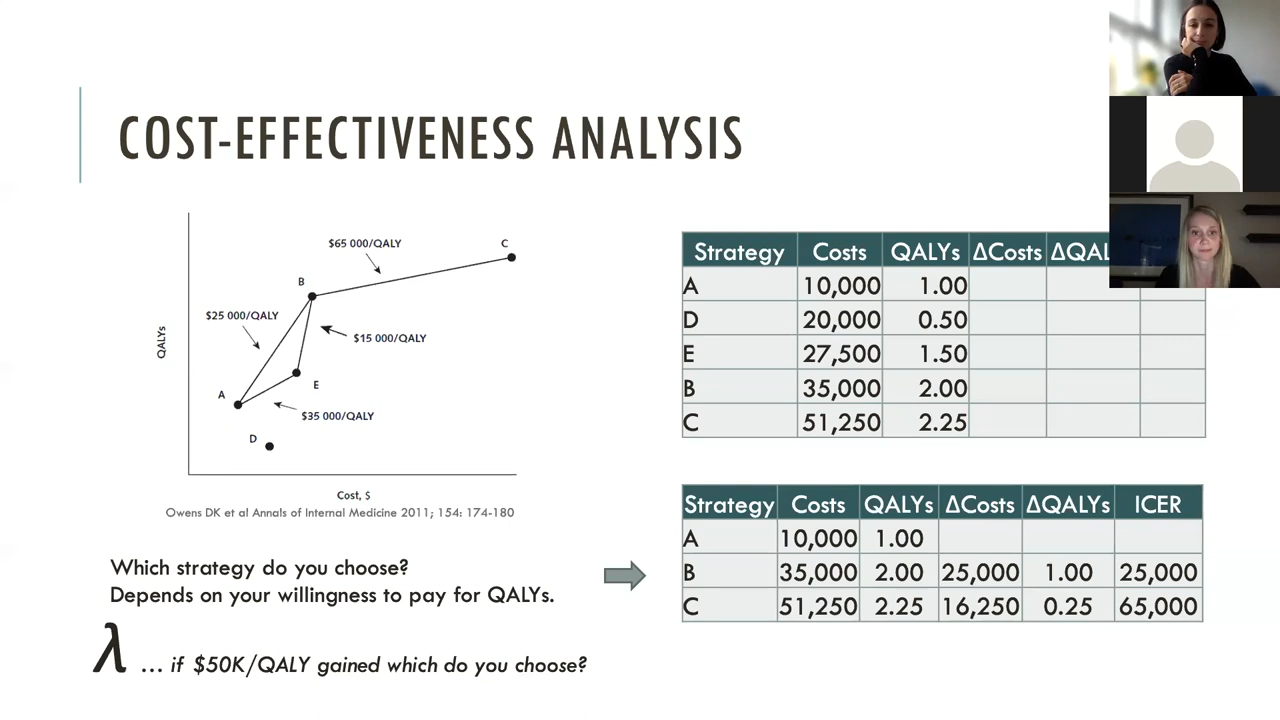 COST-EFFECTIVENESS ANALYSIS
$65 000/QALY
C
B
$25 000/QALY
$15 000/QALY
QALYs
A
E
$35 000/QALY
D
Cost, $
Owens DK et al Annals of Internal Medicine 2011; 154: 174-180
Which strategy do you choose?
Depends on your willingness to pay for QALYs.
λ ... if $50K/QALY gained which do you choose?
Strategy Costs QALYs ΔCosts
A 10,000 1.00
D 20,000 0.50
E 27,500 1.50
B 35,000 2.00
C 51,250 2.25
Strategy Costs QALYs ΔCosts ΔQALYs ICER
A 10,000 1.00
B 35,000 2.00 25,000 1.00 25,000
C 51,250 2.25 16,250 0.25 65,000